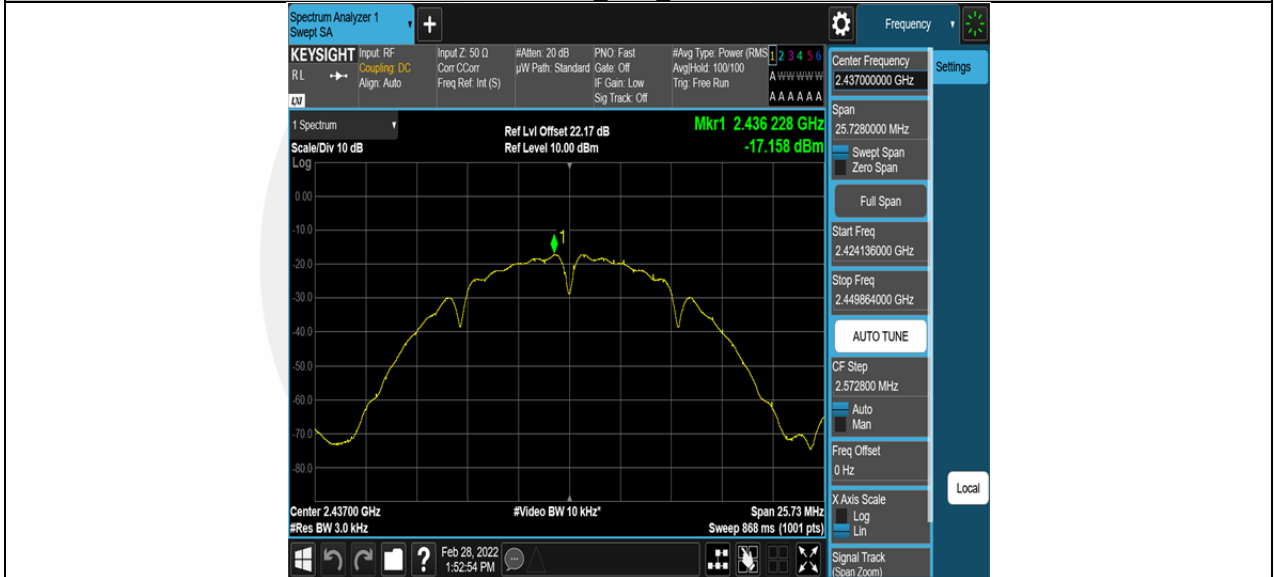 Spectrum Analyzer 1
Swept SA
+
Frequency
KEYSIGHT
RL
LXI
Input: RF
Coupling: DC
Align: Auto
Input Z: 50 Ω
Corr CCorr
Freq Ref: Int (S)
#Atten: 20 dB
µW Path: Standard
PNO: Fast
Gate: Off
IF Gain: Low
Sig Track: Off
#Avg Type: Power (RMS
Avg|Hold: 100/100
Trig: Free Run
1 2 3 4 5 6
A W W W W W
A A A A A A
1 Spectrum
Scale/Div 10 dB
Log
Ref Lvl Offset 22.17 dB
Ref Level 10.00 dBm
Mkr1 2.436 228 GHz
-17.158 dBm
0.00
-10.0
-20.0
-30.0
-40.0
-50.0
-60.0
-70.0
-80.0
1
Center 2.43700 GHz
#Res BW 3.0 kHz
#Video BW 10 kHz*
Span 25.73 MHz
Sweep 868 ms (1001 pts)
Center Frequency
2.437000000 GHz
Settings
Span
25.7280000 MHz
Swept Span
Zero Span
Full Span
Start Freq
2.424136000 GHz
Stop Freq
2.449864000 GHz
AUTO TUNE
CF Step
2.572800 MHz
Auto
Man
Freq Offset
0 Hz
X Axis Scale
Log
Lin
Local
Signal Track
(Span Zoom)
?
Feb 28, 2022
1:52:54 PM